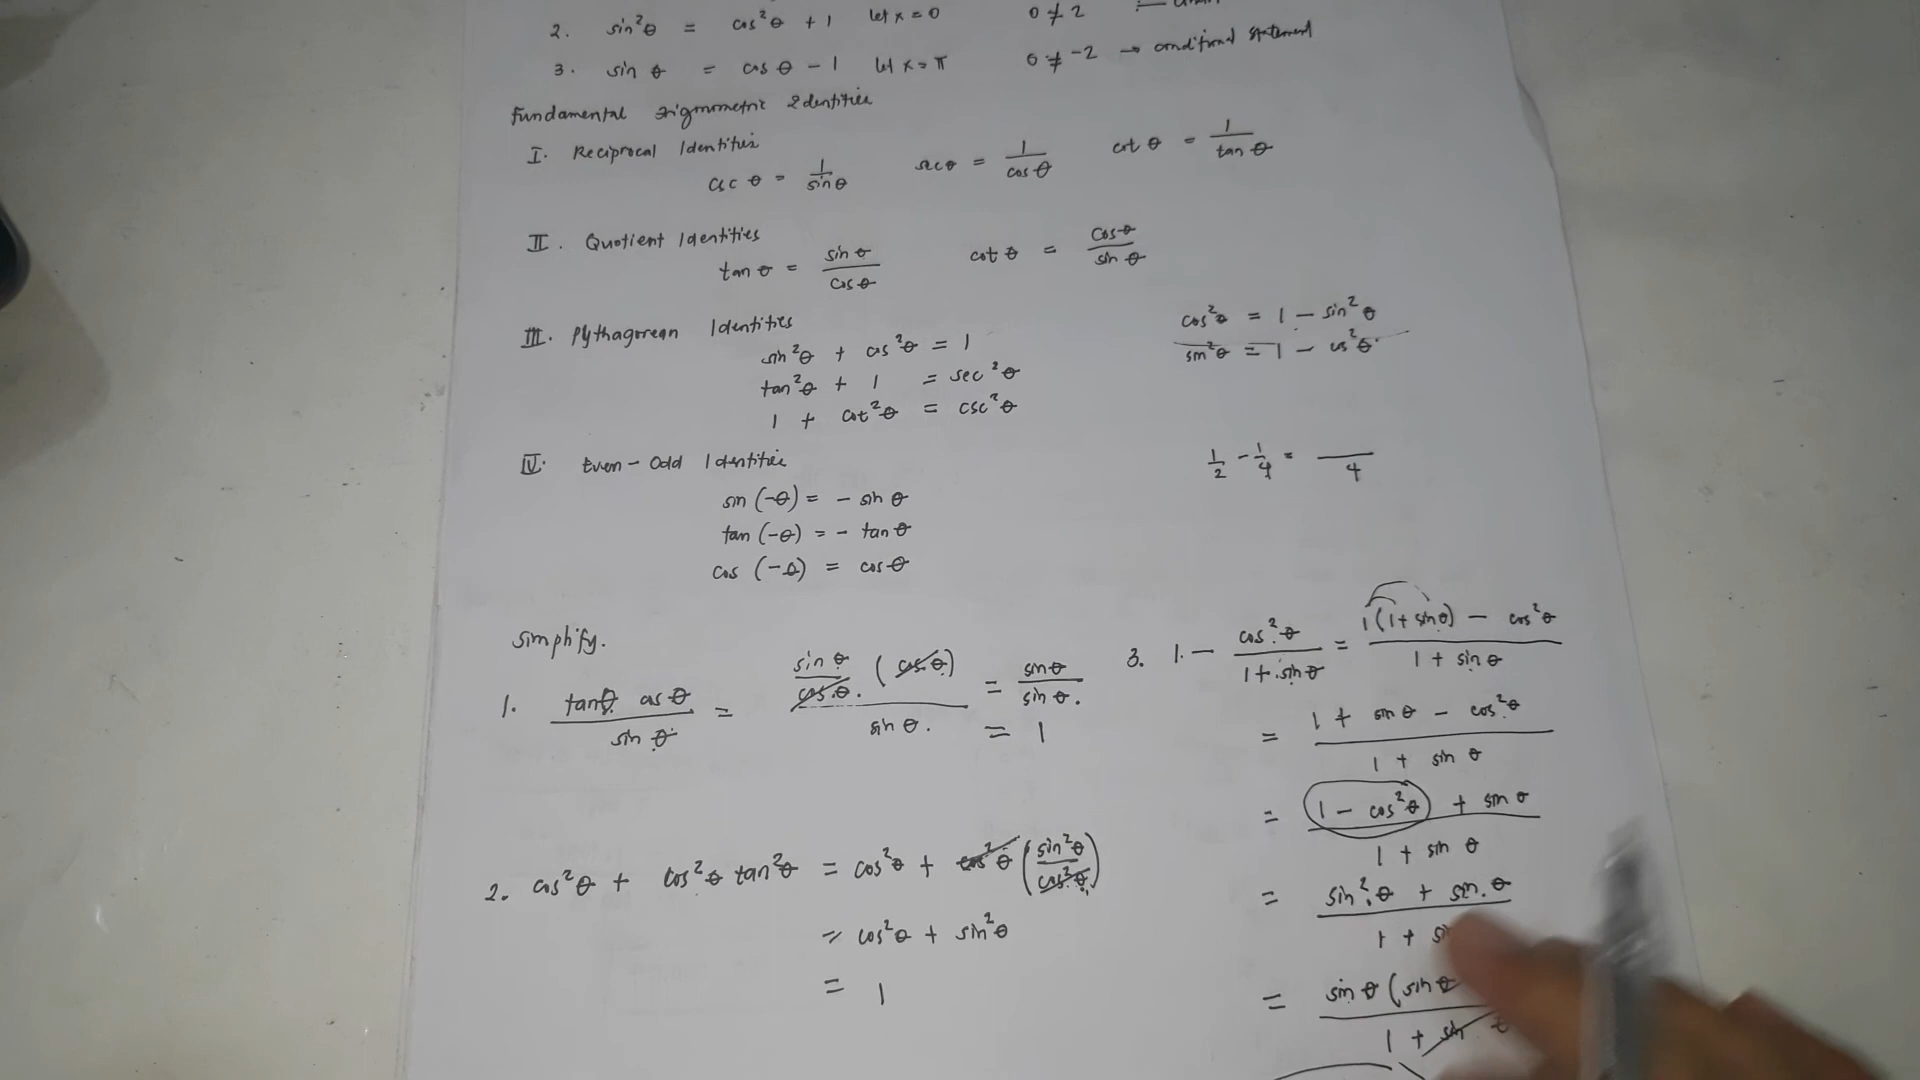 2. sin²θ = cos²θ + 1 let x = 0 0 ≠ 2
3. sin θ = cos θ - 1 let x = π 0 ≠ -2 → conditional statement
Fundamental Trigonometric Identities
I. Reciprocal Identities
csc θ = 1/sin θ sec θ = 1/cos θ cot θ = 1/tan θ
II. Quotient Identities
tan θ = sin θ/cos θ cot θ = cos θ/sin θ
III. Pythagorean Identities
sin²θ + cos²θ = 1
tan²θ + 1 = sec²θ
1 + cot²θ = csc²θ
cos²θ = 1 - sin²θ
sin²θ = 1 - cos²θ
IV. Even-Odd Identities
sin (-θ) = - sin θ
tan (-θ) = - tan θ
cos (-θ) = cos θ
1/2 - 1/4 = /4
Simplify.
1. tan θ cos θ / sin θ = sin θ/cos θ (cos θ) / sin θ = sin θ / sin θ
= 1
2. cos²θ + cos²θ tan²θ = cos²θ + cos²θ (sin²θ/cos²θ)
= cos²θ + sin²θ
= 1
3. 1 - cos²θ / 1 + sin θ = 1(1 + sin θ) - cos²θ / 1 + sin θ
= 1 + sin θ - cos²θ / 1 + sin θ
= 1 - cos²θ + sin θ / 1 + sin θ
= sin²θ + sin θ / 1 +
= sin θ (sin θ / 1 + sin θ